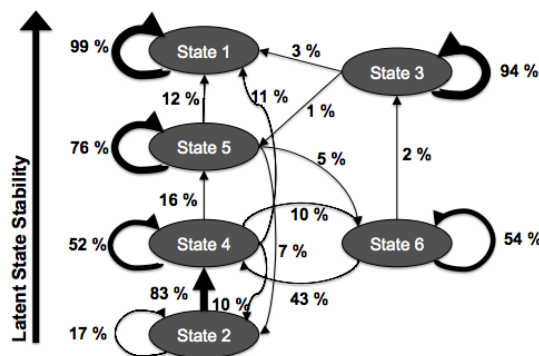 State 1
99 %
3 %
State 3
94 %
12 %
11 %
1 %
76 %
State 5
5 %
2 %
16 %
10 %
52 %
State 4
7 %
State 6
54 %
83 %
10 %
43 %
17 %
State 2
Latent State Stability